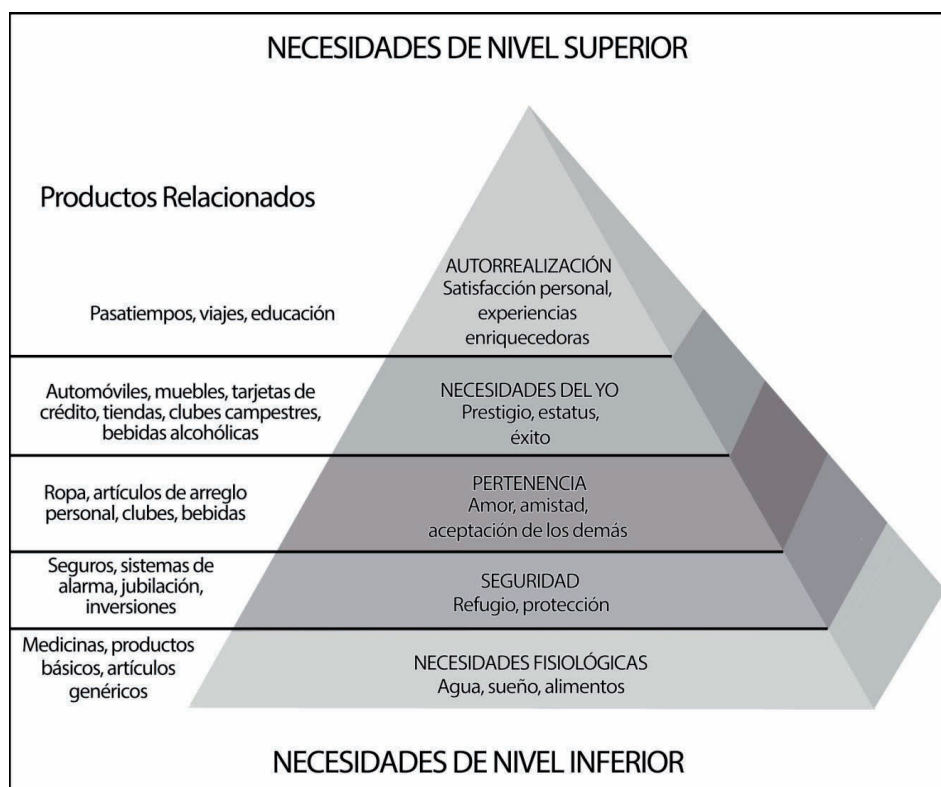 NECESIDADES DE NIVEL SUPERIOR
Productos Relacionados
AUTORREALIZACIÓN
Satisfacción personal,
experiencias
enriquecedoras
Pasatiempos, viajes, educación
Automóviles, muebles, tarjetas de
crédito, tiendas, clubes campestres,
bebidas alcohólicas
NECESIDADES DEL YO
Prestigio, estatus,
éxito
Ropa, artículos de arreglo
personal, clubes, bebidas
PERTENENCIA
Amor, amistad,
aceptación de los demás
Seguros, sistemas de
alarma, jubilación,
inversiones
SEGURIDAD
Refugio, protección
Medicinas, productos
básicos, artículos
genéricos
NECESIDADES FISIOLÓGICAS
Agua, sueño, alimentos
NECESIDADES DE NIVEL INFERIOR